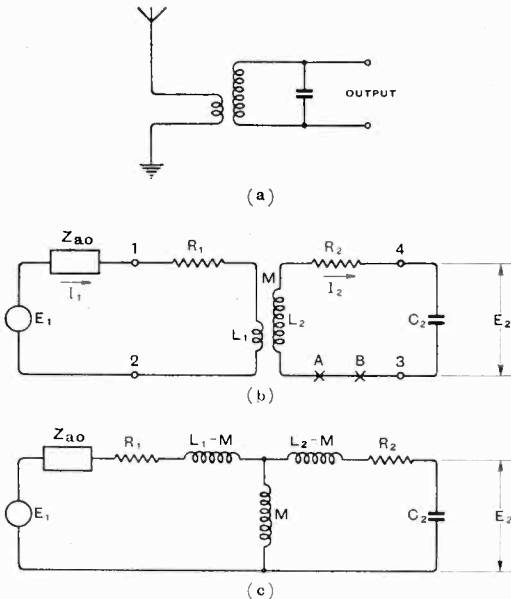 OUTPUT
(a)
Zao
1
R₁
M
R₂
4
I₁
I₂
E₁
L₁
L₂
C₂
E₂
2
A
B
3
(b)
Zao
R₁
L₁-M
L₂-M
R₂
E₁
M
C₂
E₂
(c)